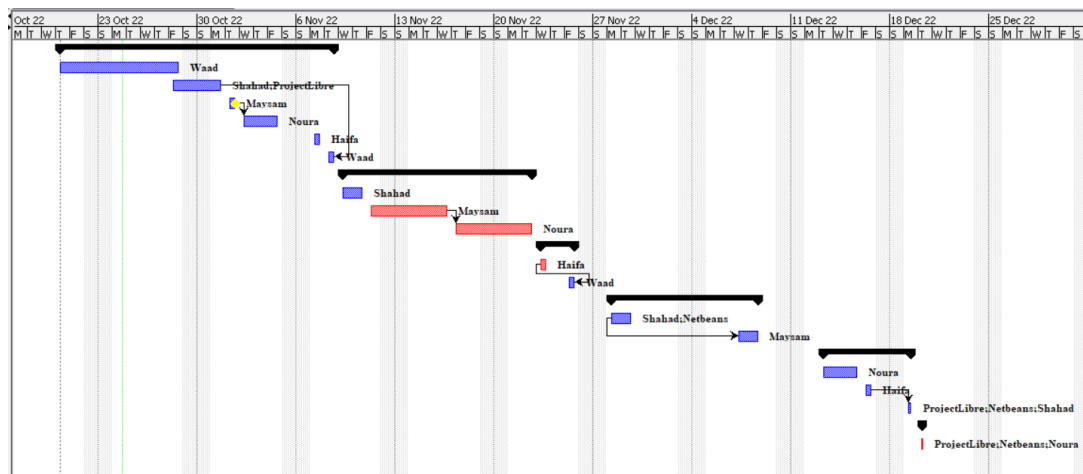 Oct 22 23 Oct 22 30 Oct 22 6 Nov 22 13 Nov 22 20 Nov 22 27 Nov 22 4 Dec 22 11 Dec 22 18 Dec 22 25 Dec 22
M T W T F S S M T W T F S S M T W T F S S M T W T F S S M T W T F S S M T W T F S S M T W T F S S M T W T F S S M T W T F S S M T W T F S S M T W T F S
Waad
Shahad;ProjectLibre
Maysam
Noura
Haifa
Waad
Shahad
Maysam
Noura
Haifa
Waad
Shahad;Netbeans
Maysam
Noura
Haifa
ProjectLibre;Netbeans;Shahad
ProjectLibre;Netbeans;Noura